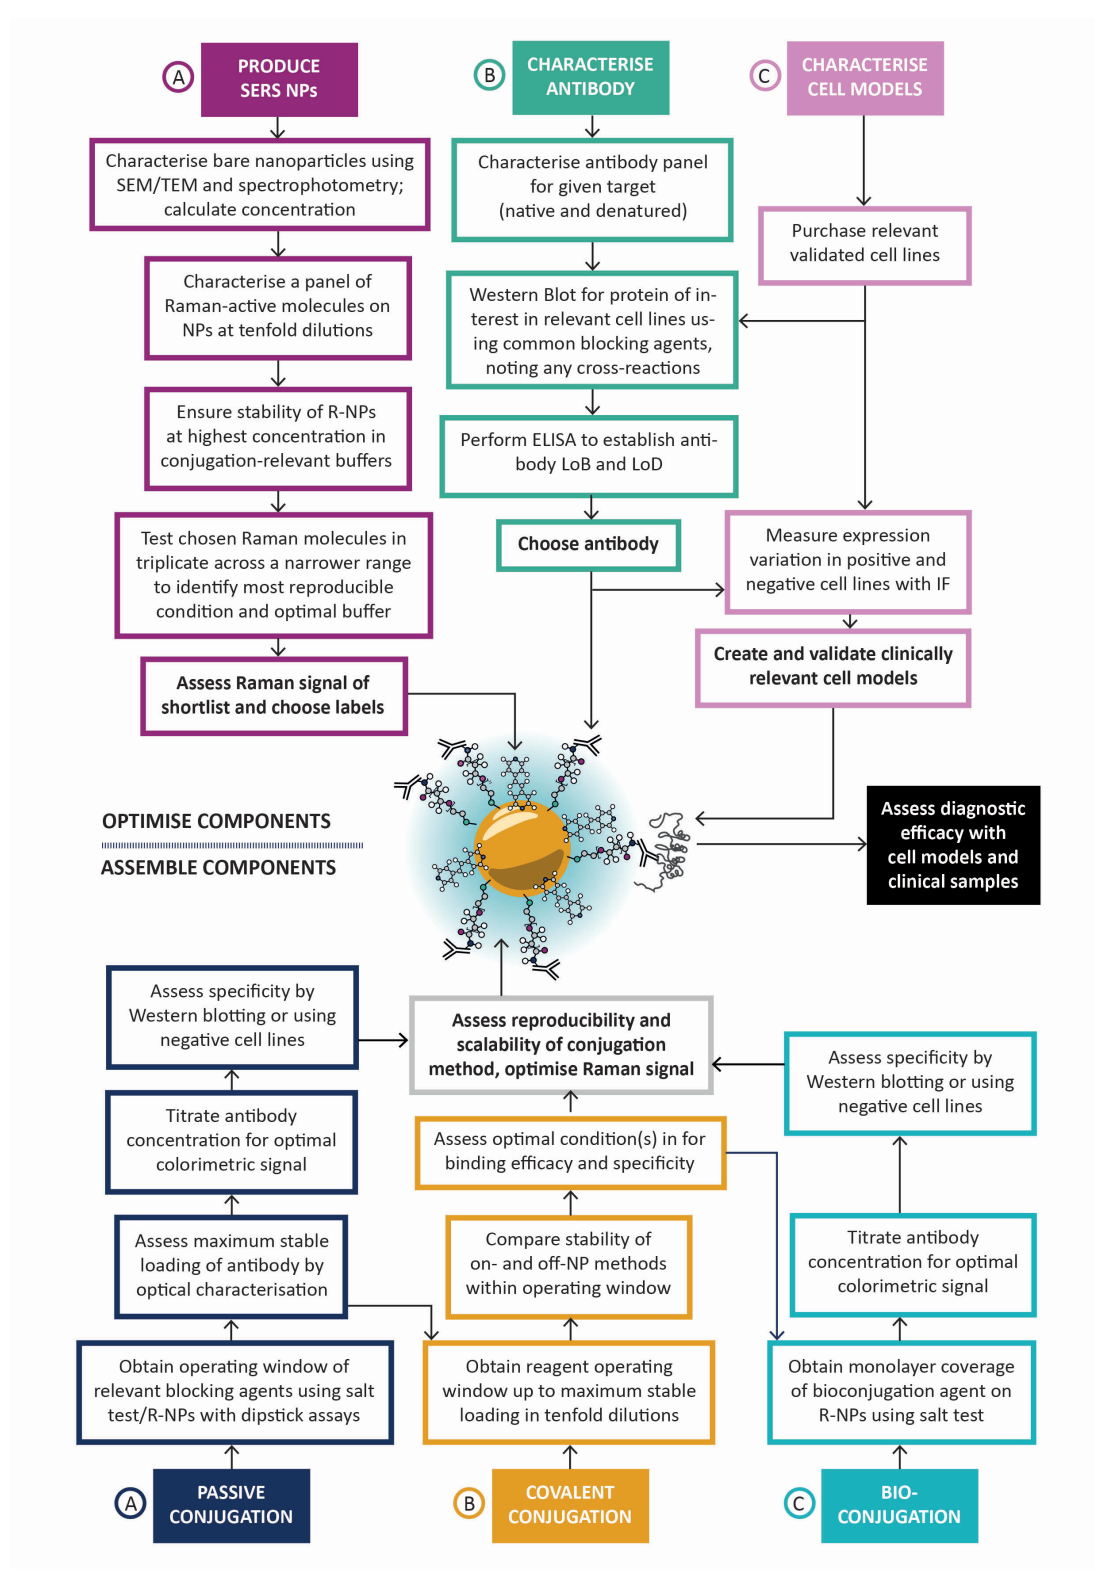 A
PRODUCE
SERS NPs
Characterise bare nanoparticles using
SEM/TEM and spectrophotometry;
calculate concentration
Characterise a panel of
Raman-active molecules on
NPs at tenfold dilutions
Ensure stability of R-NPs
at highest concentration in
conjugation-relevant buffers
Test chosen Raman molecules in
triplicate across a narrower range
to identify most reproducible
condition and optimal buffer
Assess Raman signal of
shortlist and choose labels
B
CHARACTERISE
ANTIBODY
Characterise antibody panel
for given target
(native and denatured)
Western Blot for protein of in-
terest in relevant cell lines us-
ing common blocking agents,
noting any cross-reactions
Perform ELISA to establish anti-
body LoB and LoD
Choose antibody
C
CHARACTERISE
CELL MODELS
Purchase relevant
validated cell lines
Measure expression
variation in positive and
negative cell lines with IF
Create and validate clinically
relevant cell models
OPTIMISE COMPONENTS
ASSEMBLE COMPONENTS
Assess diagnostic
efficacy with
cell models and
clinical samples
Assess specificity by
Western blotting or using
negative cell lines
Titrate antibody
concentration for optimal
colorimetric signal
Assess maximum stable
loading of antibody by
optical characterisation
Obtain operating window of
relevant blocking agents using salt
test/R-NPs with dipstick assays
A
PASSIVE
CONJUGATION
Assess reproducibility and
scalability of conjugation
method, optimise Raman signal
Assess optimal condition(s) in for
binding efficacy and specificity
Compare stability of
on- and off-NP methods
within operating window
Obtain reagent operating
window up to maximum stable
loading in tenfold dilutions
B
COVALENT
CONJUGATION
Assess specificity by
Western blotting or using
negative cell lines
Titrate antibody
concentration for optimal
colorimetric signal
Obtain monolayer coverage
of bioconjugation agent on
R-NPs using salt test
C
BIO-
CONJUGATION